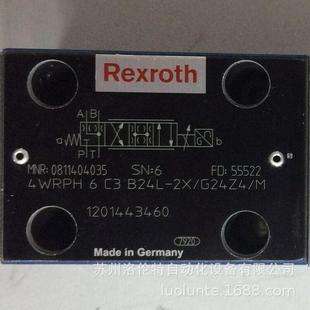 Rexroth
A B
a
b
G
P T
MNR: 0811404035 SN:6 FD: 55522
4WRPH 6 C3 B24L-2X/G24Z4/M
1201443460
Made in Germany
7920
苏州洛伦特自动化设备有限公司
luolunte.1688.com